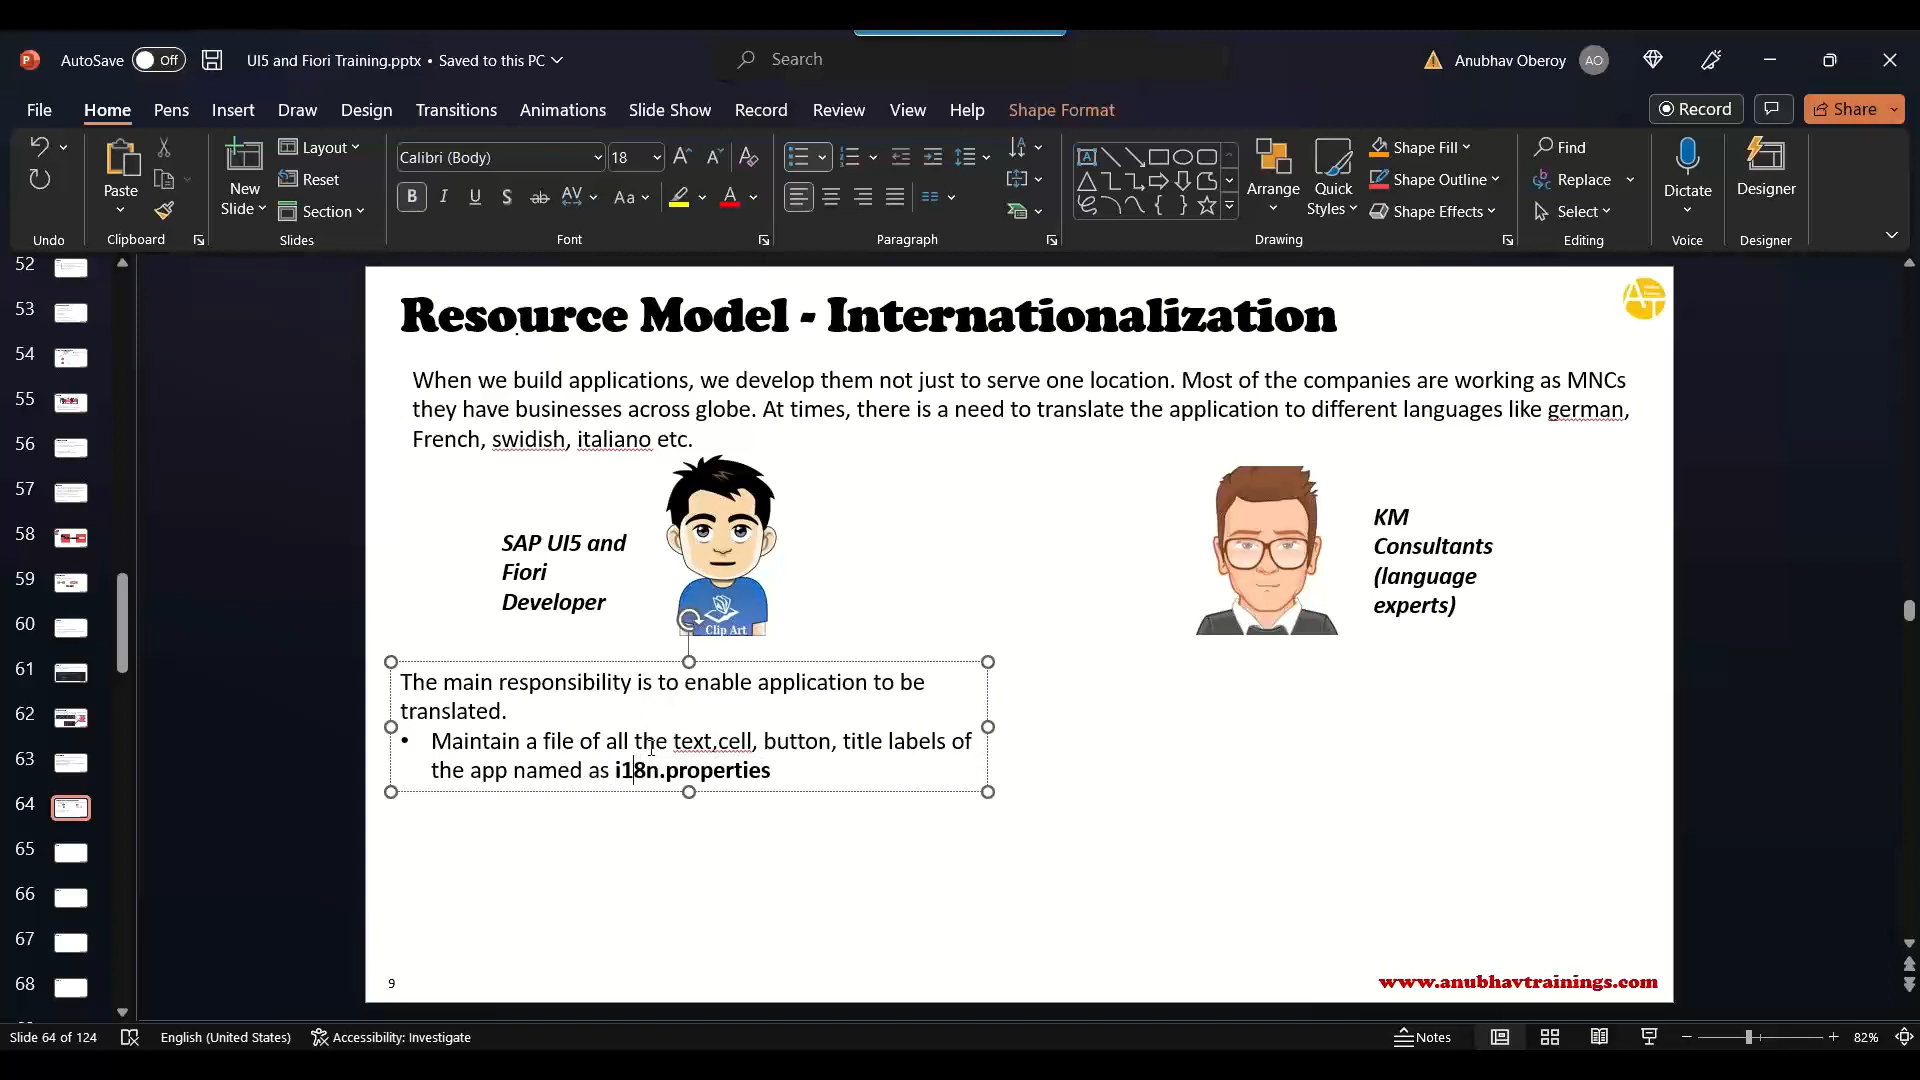 AutoSave Off UI5 and Fiori Training.pptx • Saved to this PC Search Anubhav Oberoy AO
File Home Pens Insert Draw Design Transitions Animations Slide Show Record Review View Help Shape Format Record Share
Paste
New Slide
Layout
Reset
Section
Calibri (Body) 18
Arrange
Quick Styles
Shape Fill
Shape Outline
Shape Effects
Find
Replace
Select
Dictate
Designer
Undo Clipboard Slides Font Paragraph Drawing Editing Voice Designer
52
53
54
55
56
57
58
59
60
61
62
63
64
65
66
67
68
Resource Model - Internationalization
When we build applications, we develop them not just to serve one location. Most of the companies are working as MNCs
they have businesses across globe. At times, there is a need to translate the application to different languages like german,
French, swidish, italiano etc.
SAP UI5 and
Fiori
Developer
Clip Art
KM
Consultants
(language
experts)
The main responsibility is to enable application to be
translated.
• Maintain a file of all the text,cell, button, title labels of
the app named as i18n.properties
9
www.anubhavtrainings.com
Slide 64 of 124 English (United States) Accessibility: Investigate Notes 82%